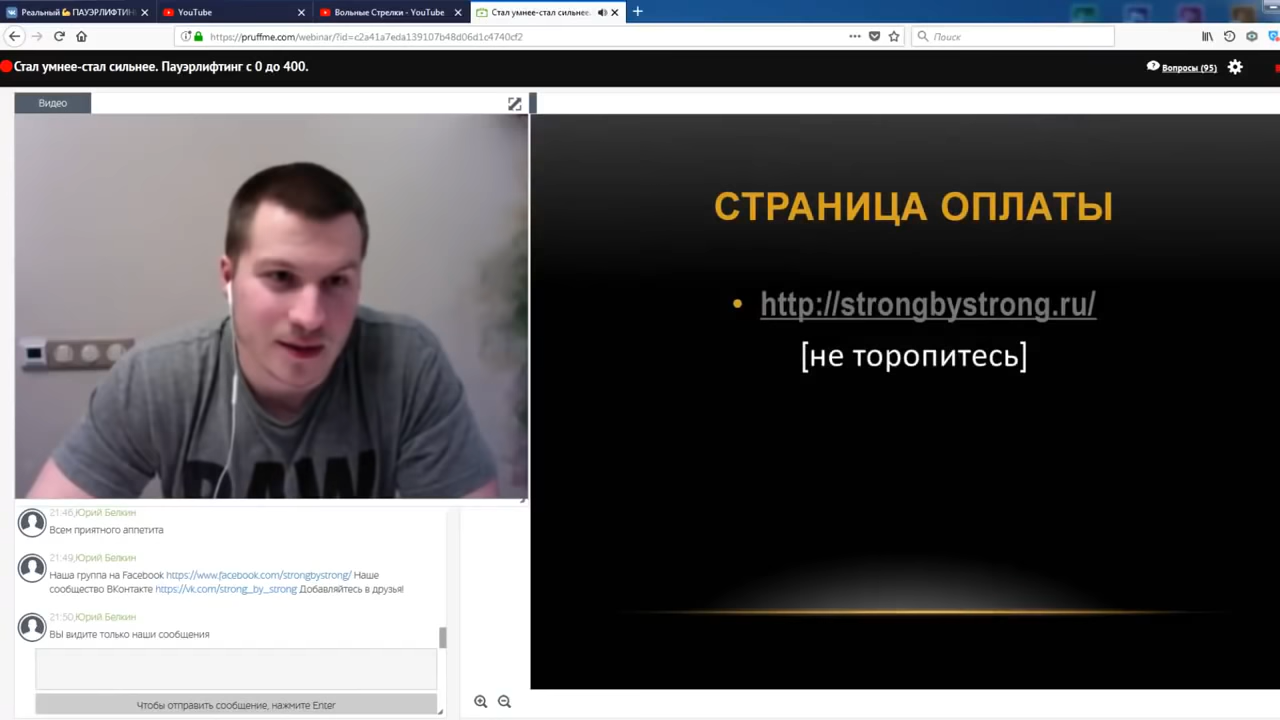 Реальный 💪 ПАУЭРЛИФТИН
YouTube
Вольные Стрелки - YouTube
Стал умнее-стал сильнее.
https://pruffme.com/webinar/?id=c2a41a7eda139107b48d06d1c4740cf2
Поиск
Стал умнее-стал сильнее. Пауэрлифтинг с 0 до 400.
Вопросы (95)
Видео
СТРАНИЦА ОПЛАТЫ
• http://strongbystrong.ru/
[не торопитесь]
RAW
21:46,Юрий Белкин
Всем приятного аппетита
21:49,Юрий Белкин
Наша группа на Facebook https://www.facebook.com/strongbystrong/ Наше
сообщество ВКонтакте https://vk.com/strong_by_strong Добавляйтесь в друзья!
21:50,Юрий Белкин
ВЫ видите только наши сообщения
Чтобы отправить сообщение, нажмите Enter